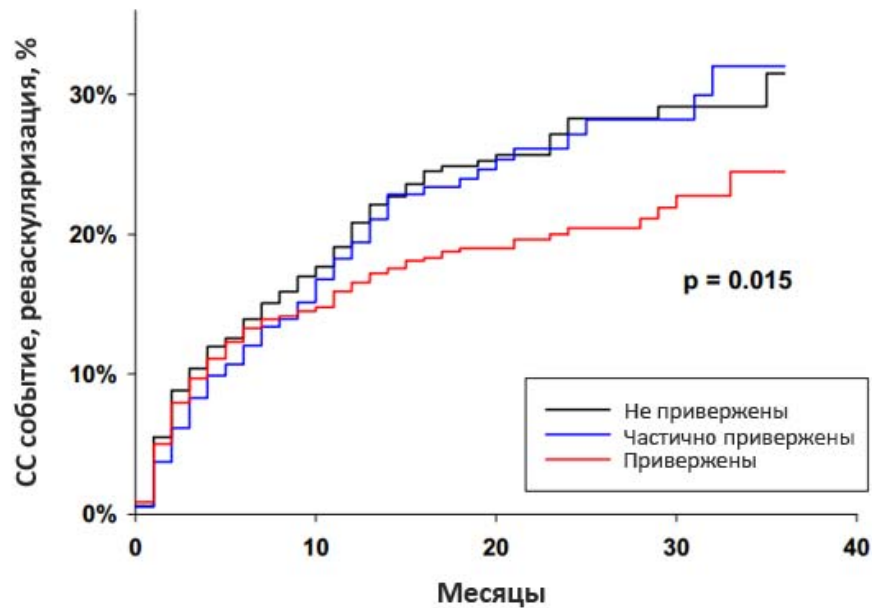 СС событие, реваскуляризация, %
30%
20%
10%
0%
p = 0.015
Не привержены
Частично привержены
Привержены
0 10 20 30 40
Месяцы